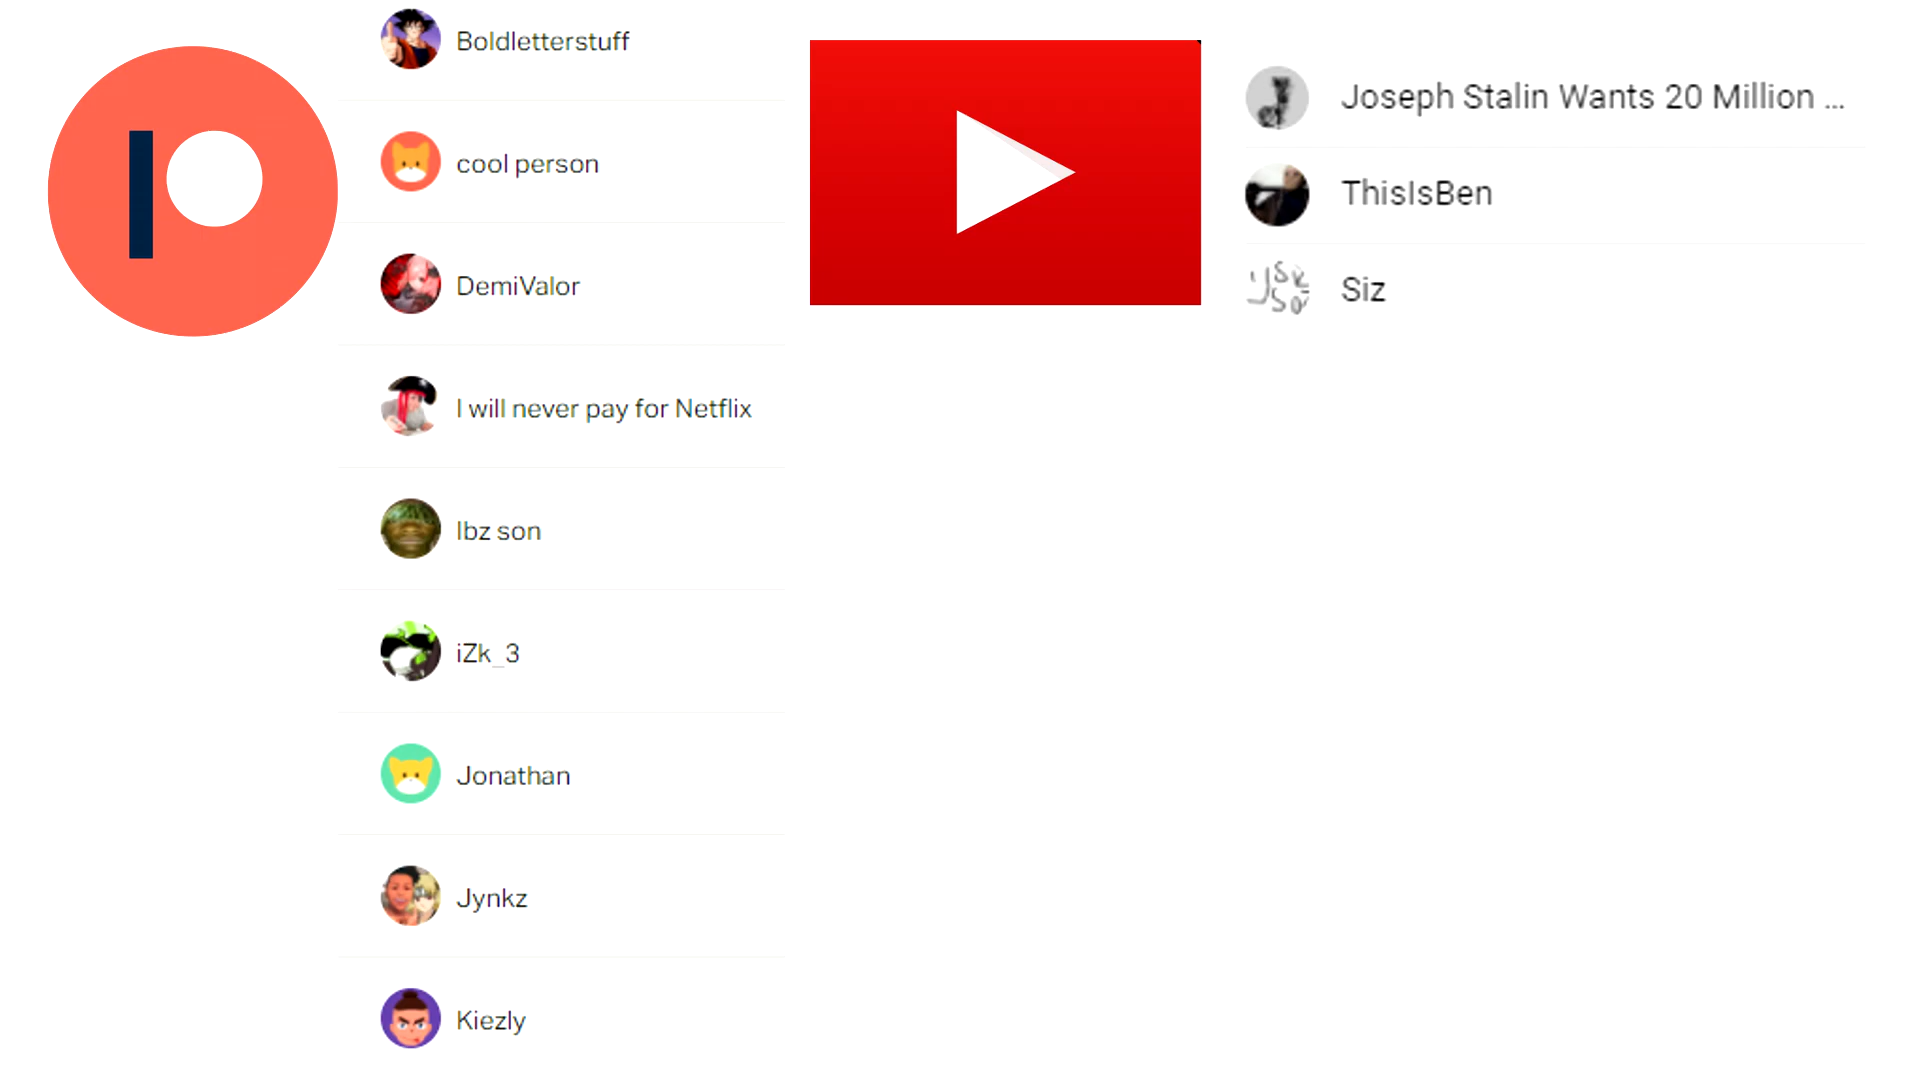 Boldletterstuff
cool person
DemiValor
I will never pay for Netflix
Ibz son
iZk_3
Jonathan
Jynkz
Kiezly
Joseph Stalin Wants 20 Million ...
ThisIsBen
Siz